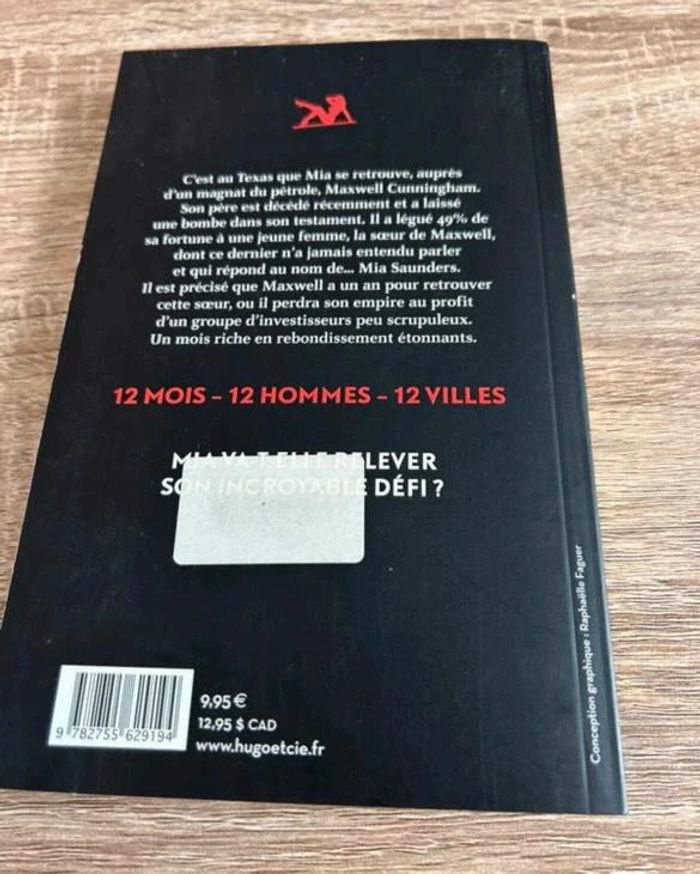 C'est au Texas que Mia se retrouve, auprès
d'un magnat du pétrole, Maxwell Cunningham.
Son père est décédé récemment et a laissé
une bombe dans son testament. Il a légué 49% de
sa fortune à une jeune femme, la sœur de Maxwell,
dont ce dernier n'a jamais entendu parler
et qui répond au nom de... Mia Saunders.
Il est précisé que Maxwell a un an pour retrouver
cette sœur, ou il perdra son empire au profit
d'un groupe d'investisseurs peu scrupuleux.
Un mois riche en rebondissement étonnants.
12 MOIS – 12 HOMMES – 12 VILLES
MIA VA-T-ELLE RELEVER
SON INCROYABLE DÉFI ?
9,95 €
12,95 $ CAD
www.hugoetcie.fr
9 782755 629194
Conception graphique : Raphaëlle Faguer